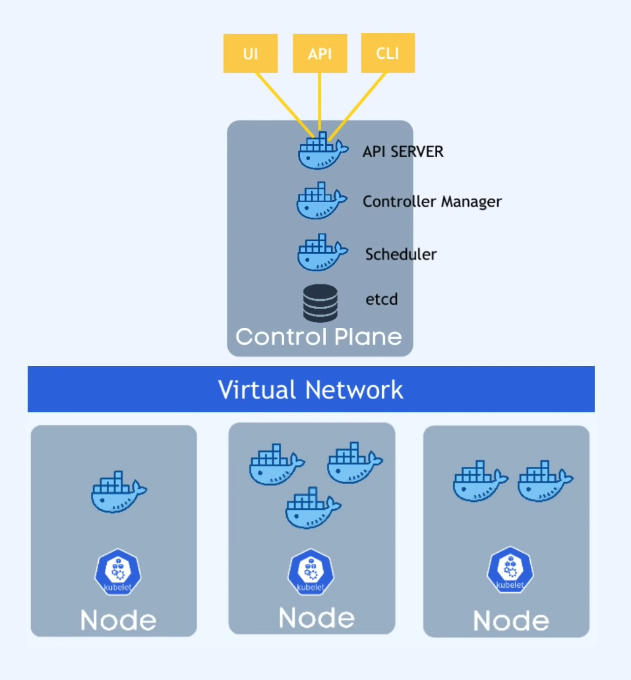 UI
API
CLI
API SERVER
Controller Manager
Scheduler
etcd
Control Plane
Virtual Network
kubelet
Node
kubelet
Node
kubelet
Node